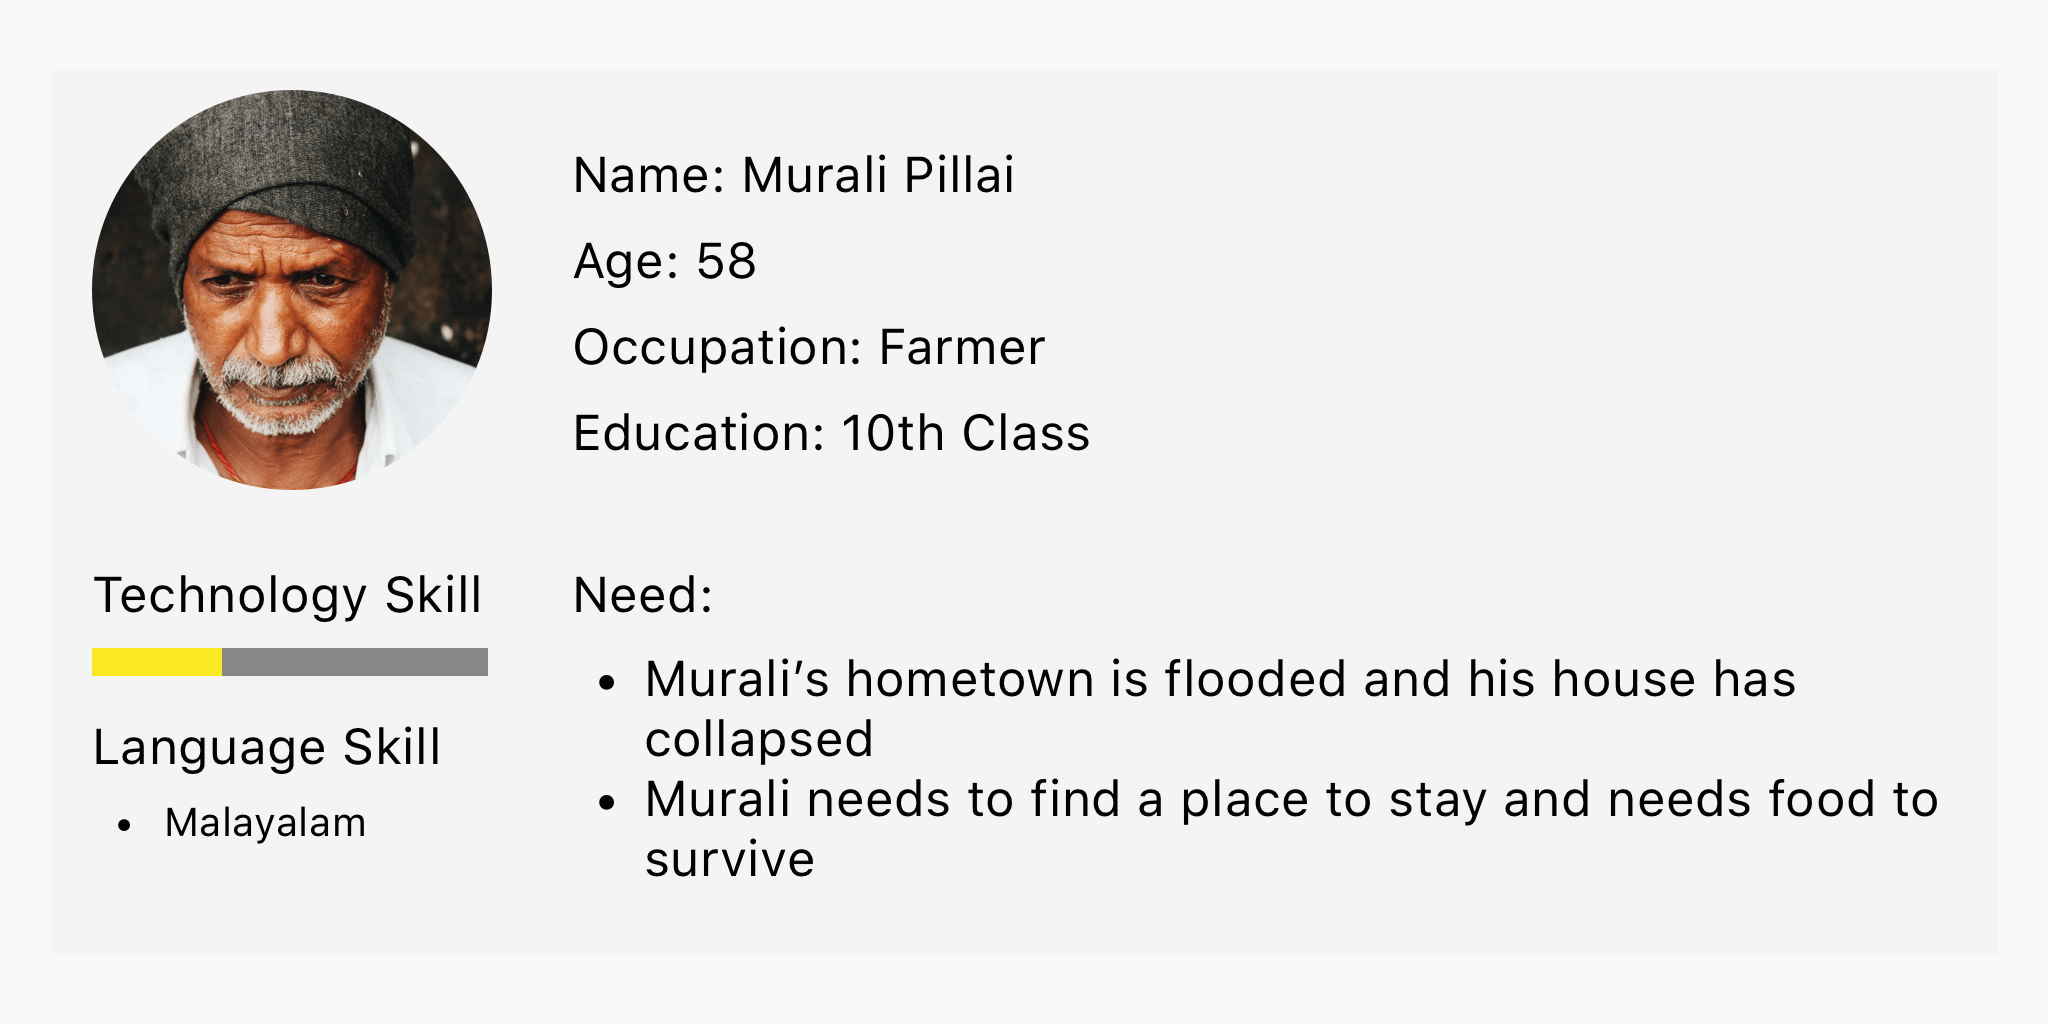 Name: Murali Pillai
Age: 58
Occupation: Farmer
Education: 10th Class
Technology Skill
Language Skill
• Malayalam
Need:
• Murali’s hometown is flooded and his house has
collapsed
• Murali needs to find a place to stay and needs food to
survive